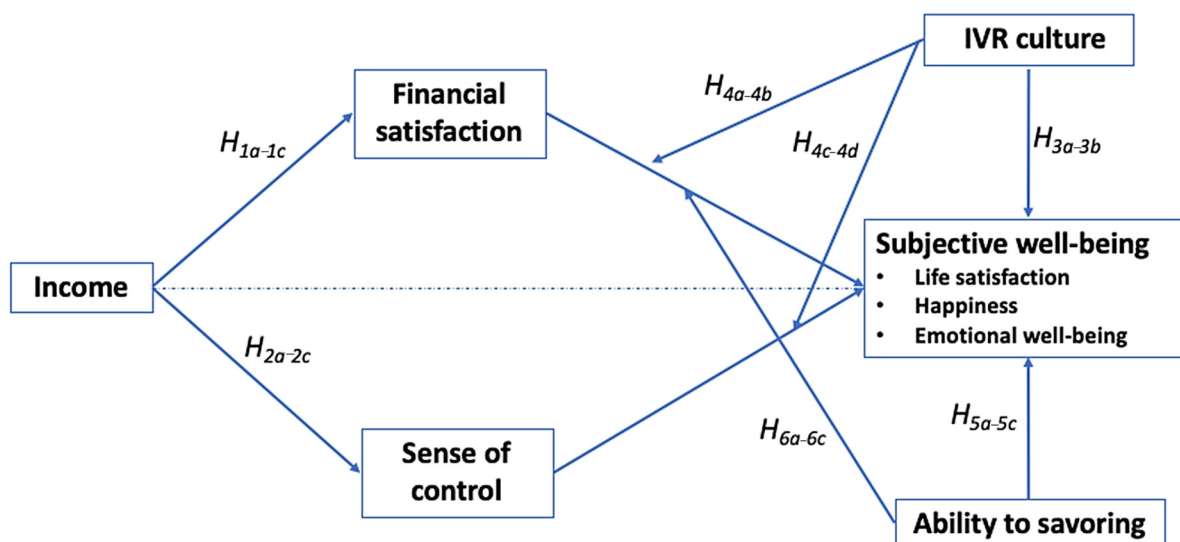 IVR culture
Financial
satisfaction
H4a-4b
H1a-1c
H4c-4d
H3a-3b
Subjective well-being
• Life satisfaction
• Happiness
• Emotional well-being
Income
H2a-2c
H6a-6c
H5a-5c
Sense of
control
Ability to savoring